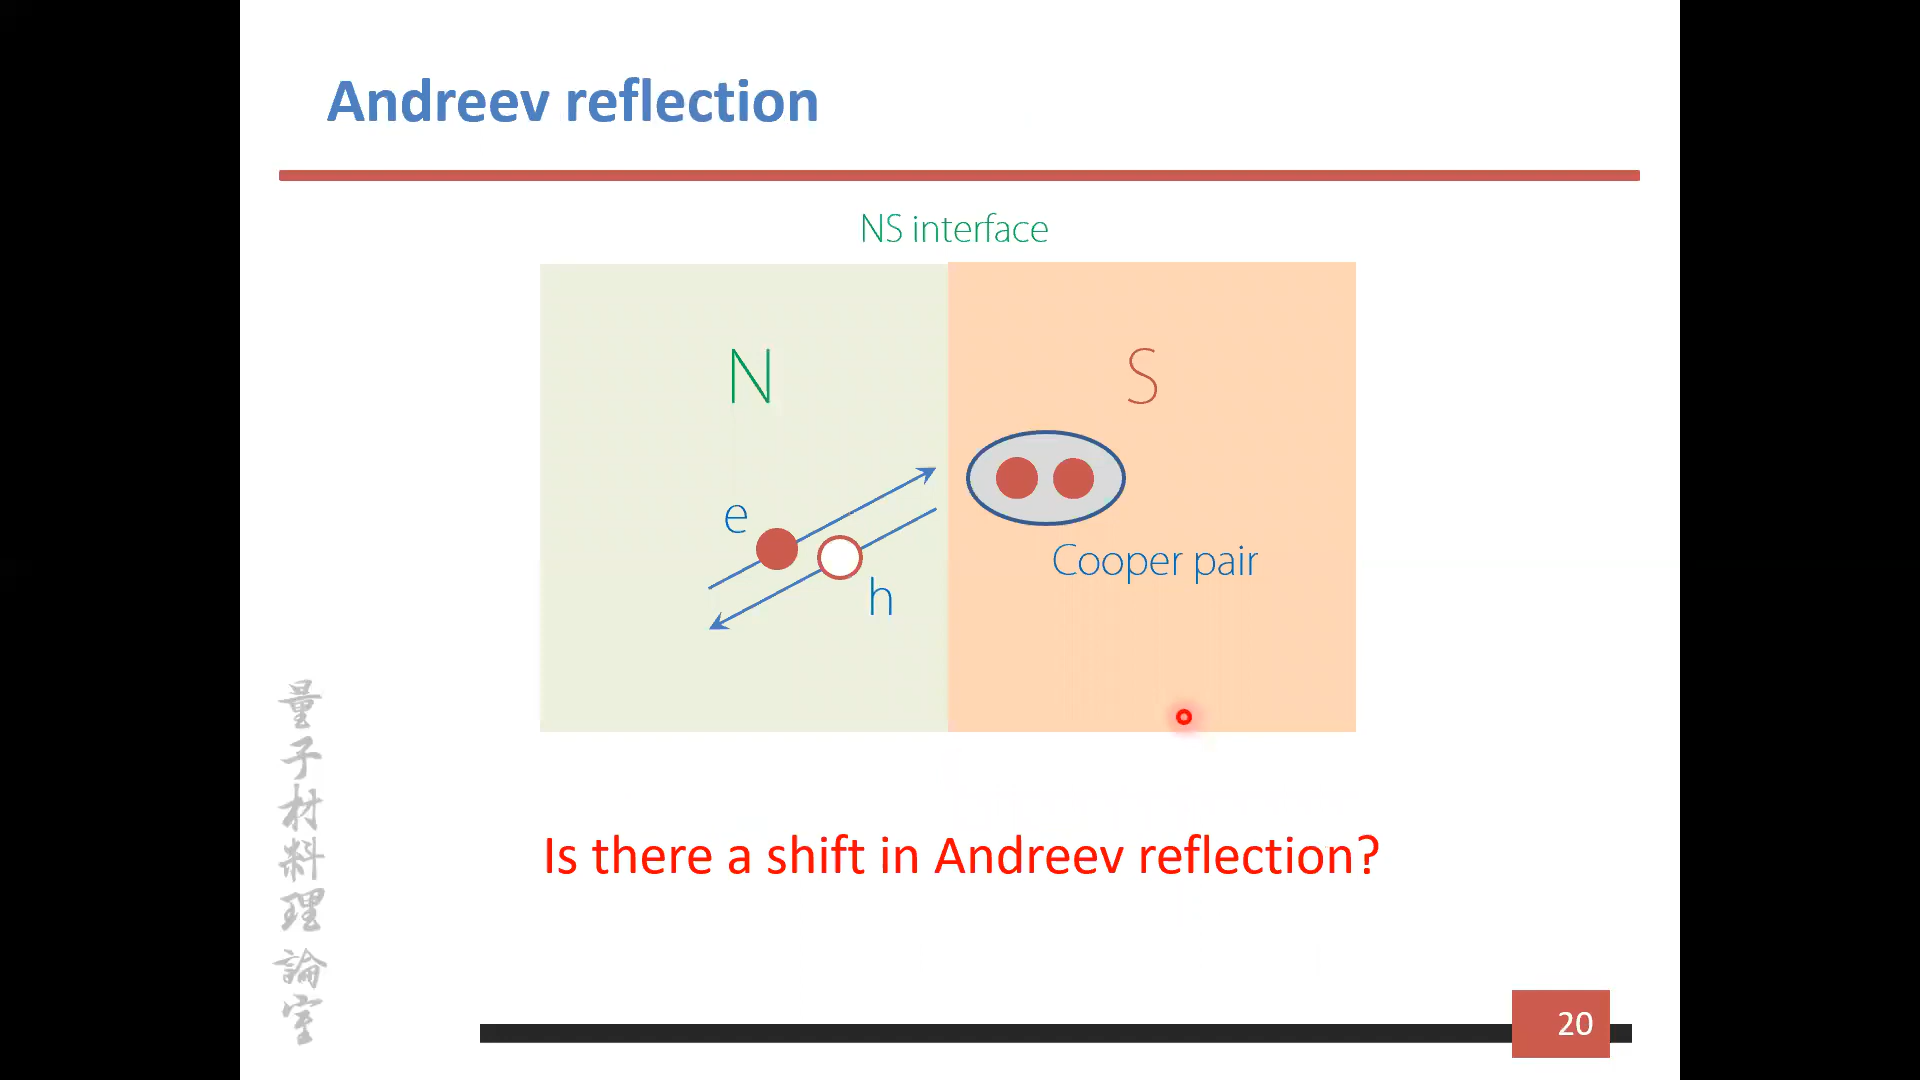 Andreev reflection
NS interface
N
S
e
h
Cooper pair
Is there a shift in Andreev reflection?
量子材料理論室
20